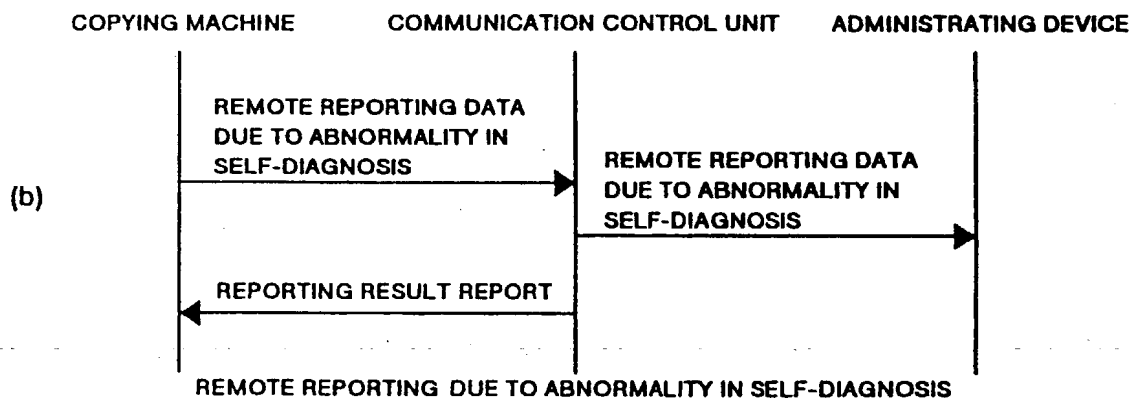 COPYING MACHINE COMMUNICATION CONTROL UNIT ADMINISTRATING DEVICE
REMOTE REPORTING DATA
DUE TO ABNORMALITY IN
SELF-DIAGNOSIS
REMOTE REPORTING DATA
DUE TO ABNORMALITY IN
SELF-DIAGNOSIS
(b)
REPORTING RESULT REPORT
REMOTE REPORTING DUE TO ABNORMALITY IN SELF-DIAGNOSIS